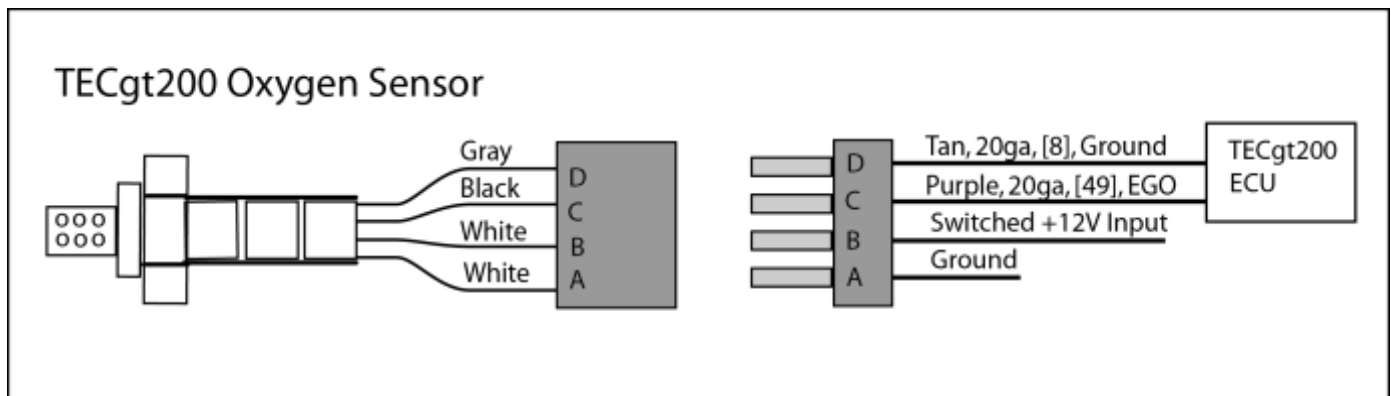 TECgt200 Oxygen Sensor
Gray
Black
White
White
D
C
B
A
D
C
B
A
Tan, 20ga, [8], Ground
Purple, 20ga, [49], EGO
Switched +12V Input
Ground
TECgt200
ECU